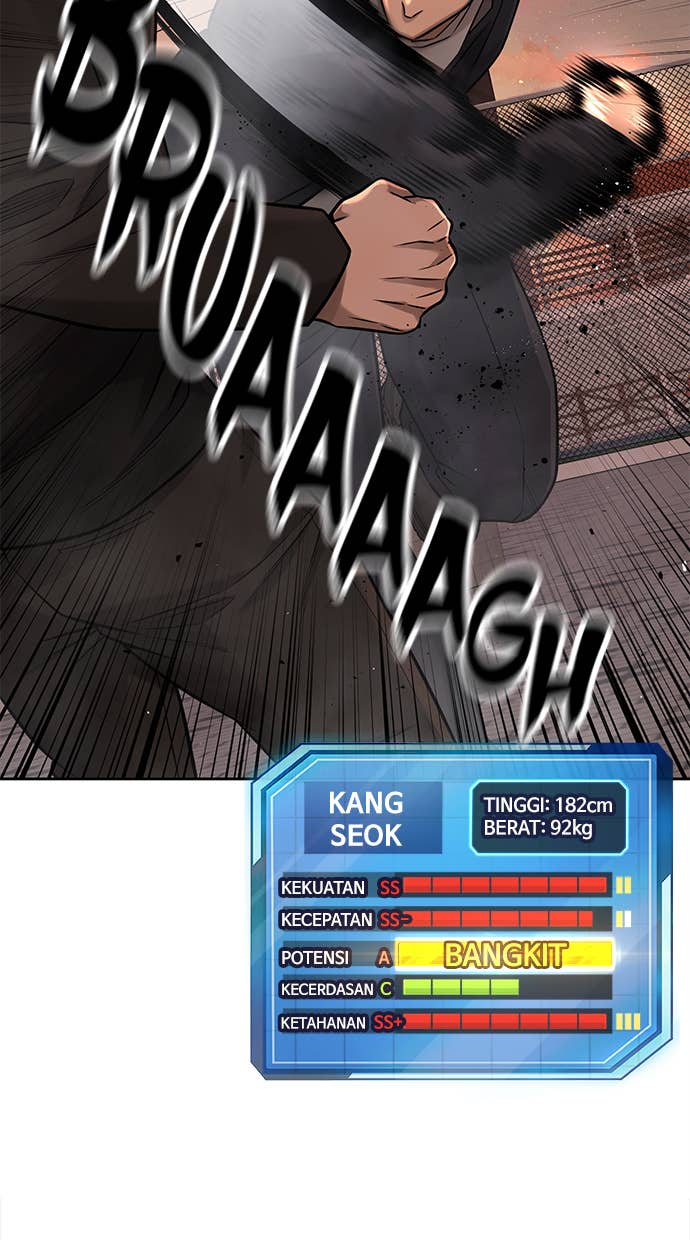 BRUAAAAGH
KANG
SEOK
TINGGI: 182cm
BERAT: 92kg
KEKUATAN SS
KECEPATAN SS-
POTENSI A BANGKIT
KECERDASAN C
KETAHANAN SS+